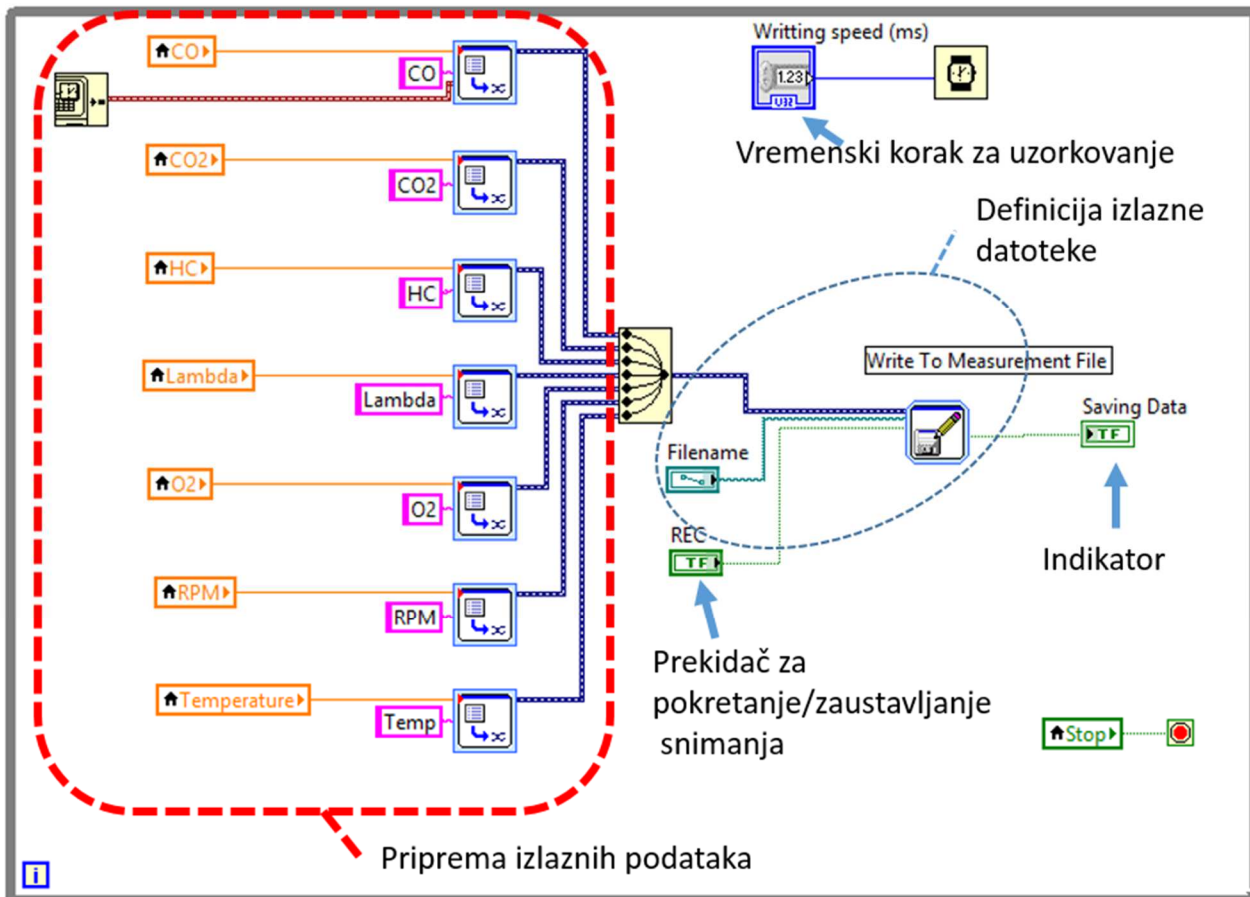 CO
CO
CO2
CO2
HC
HC
Lambda
Lambda
O2
O2
RPM
RPM
Temperature
Temp
Writting speed (ms)
1.23
U32
Vremenski korak za uzorkovanje
Definicija izlazne
datoteke
Write To Measurement File
Filename
Saving Data
TF
REC
TF
Indikator
Prekidač za
pokretanje/zaustavljanje
snimanja
Stop
Priprema izlaznih podataka
i